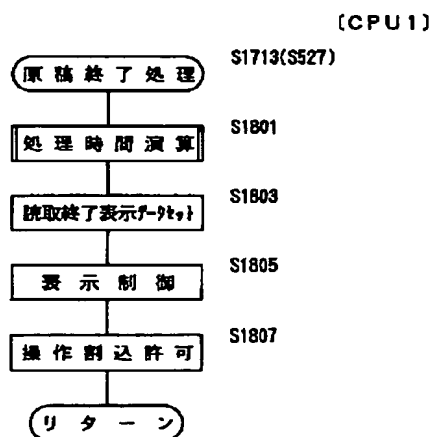 〔CPU1〕
原稿終了処理 S1713(S527)
処理時間演算 S1801
読取終了表示データセット S1803
表示制御 S1805
操作割込許可 S1807
リターン